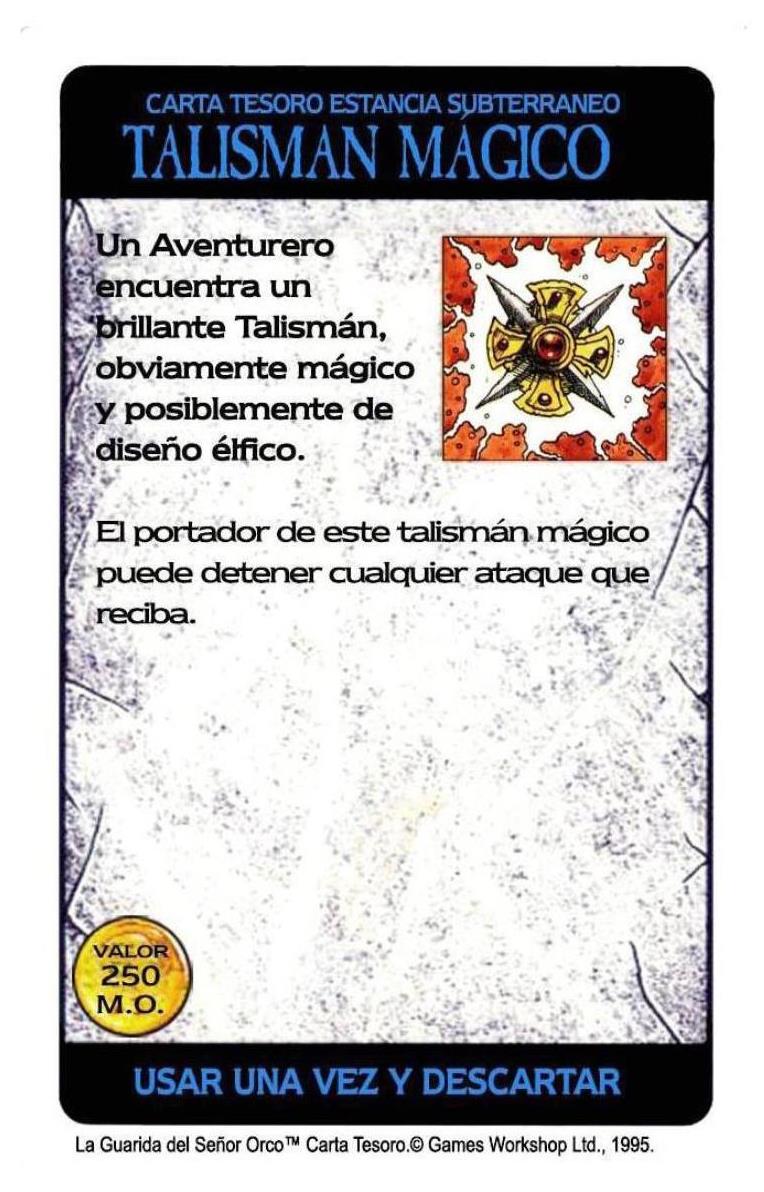 CARTA TESORO ESTANCIA SUBTERRANEO
TALISMAN MÁGICO
Un Aventurero
encuentra un
brillante Talismán,
obviamente mágico
y posiblemente de
diseño élfico.
El portador de este talismán mágico
puede detener cualquier ataque que
reciba.
VALOR
250
M.O.
USAR UNA VEZ Y DESCARTAR
La Guarida del Señor Orco™ Carta Tesoro.© Games Workshop Ltd., 1995.